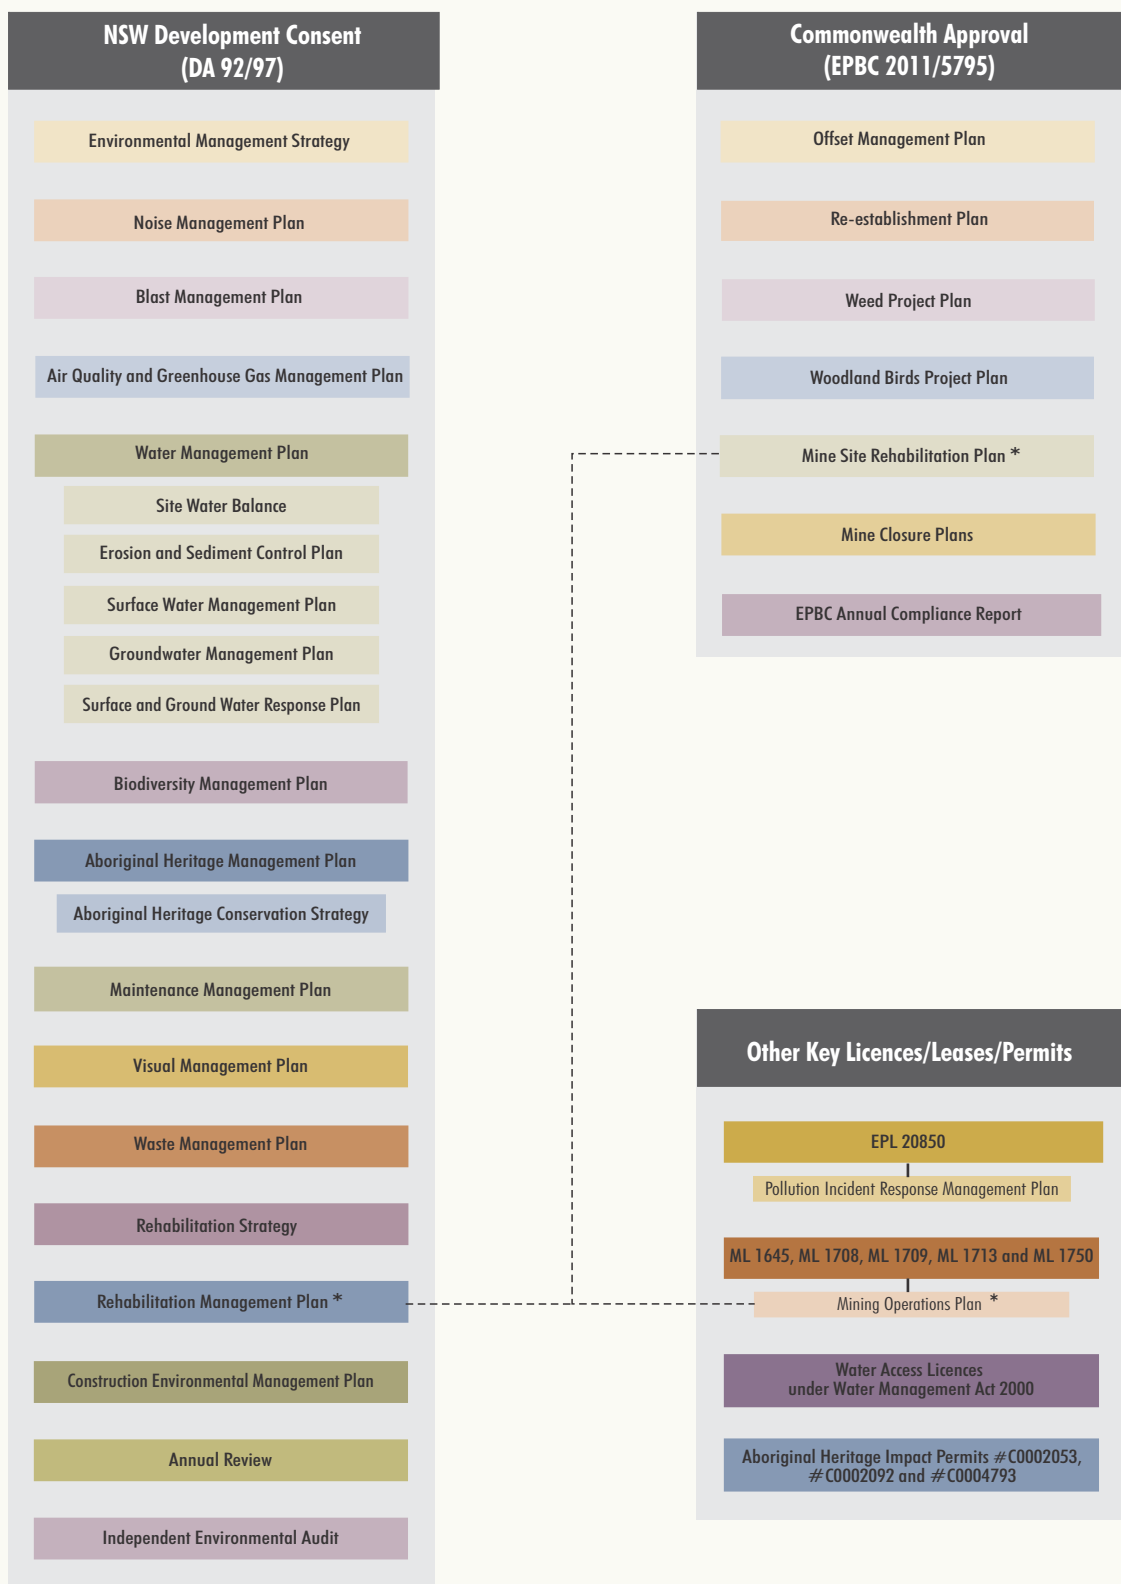 NSW Development Consent
(DA 92/97)
Environmental Management Strategy
Noise Management Plan
Blast Management Plan
Air Quality and Greenhouse Gas Management Plan
Water Management Plan
Site Water Balance
Erosion and Sediment Control Plan
Surface Water Management Plan
Groundwater Management Plan
Surface and Ground Water Response Plan
Biodiversity Management Plan
Aboriginal Heritage Management Plan
Aboriginal Heritage Conservation Strategy
Maintenance Management Plan
Visual Management Plan
Waste Management Plan
Rehabilitation Strategy
Rehabilitation Management Plan *
Construction Environmental Management Plan
Annual Review
Independent Environmental Audit
Commonwealth Approval
(EPBC 2011/5795)
Offset Management Plan
Re-establishment Plan
Weed Project Plan
Woodland Birds Project Plan
Mine Site Rehabilitation Plan *
Mine Closure Plans
EPBC Annual Compliance Report
Other Key Licences/Leases/Permits
EPL 20850
Pollution Incident Response Management Plan
ML 1645, ML 1708, ML 1709, ML 1713 and ML 1750
Mining Operations Plan *
Water Access Licences
under Water Management Act 2000
Aboriginal Heritage Impact Permits #C0002053,
#C0002092 and #C0004793